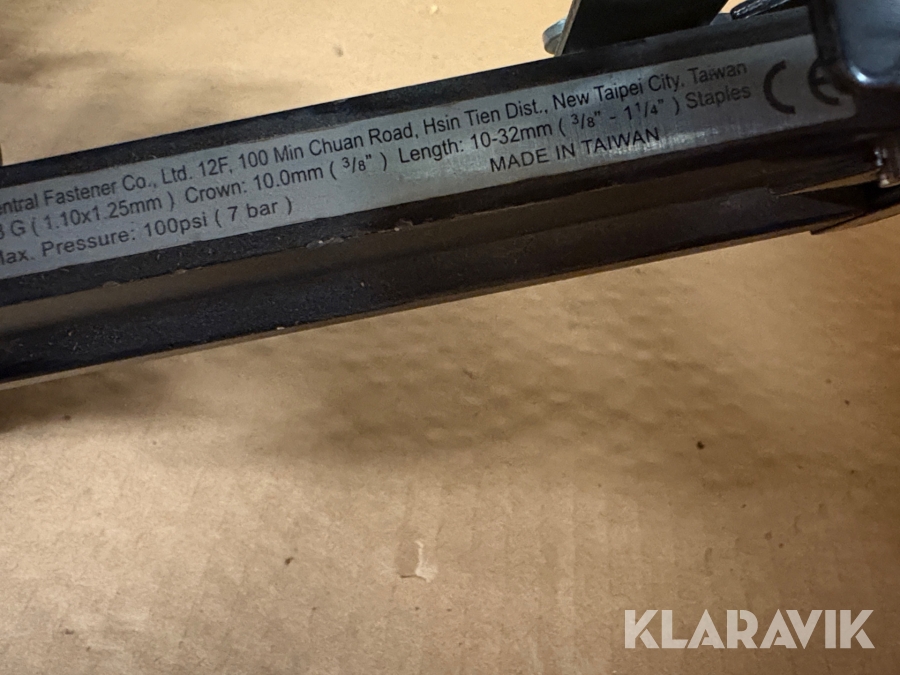 Fastener Co., Ltd. 12F, 100 Min Chuan Road, Hsin Tien Dist., New Taipei City, Taiwan
G ( 1.10x1.25mm ) Crown: 10.0mm ( 3/8" ) Length: 10-32mm ( 3/8" - 1 1/4" ) Staples
Pressure: 100psi ( 7 bar )
MADE IN TAIWAN
CE
KLARAVIK